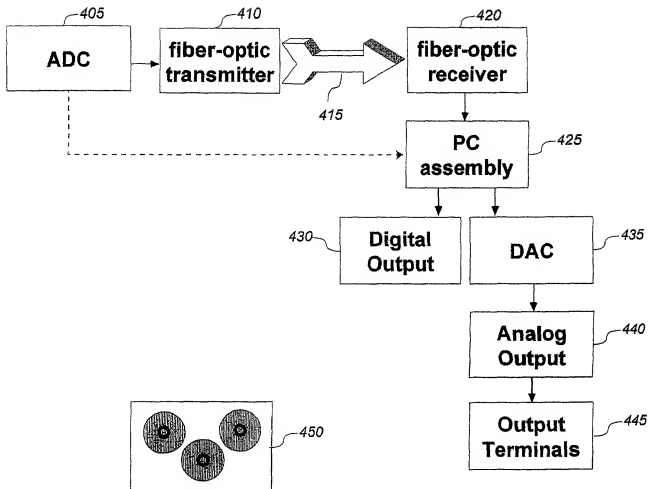 405
410
420
ADC
fiber-optic
transmitter
fiber-optic
receiver
415
PC
assembly
425
430
Digital
Output
DAC
435
Analog
Output
440
Output
Terminals
445
450